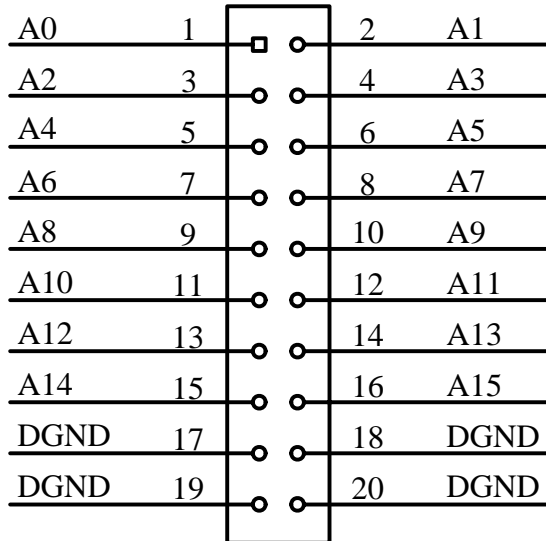 A0 1 2 A1
A2 3 4 A3
A4 5 6 A5
A6 7 8 A7
A8 9 10 A9
A10 11 12 A11
A12 13 14 A13
A14 15 16 A15
DGND 17 18 DGND
DGND 19 20 DGND